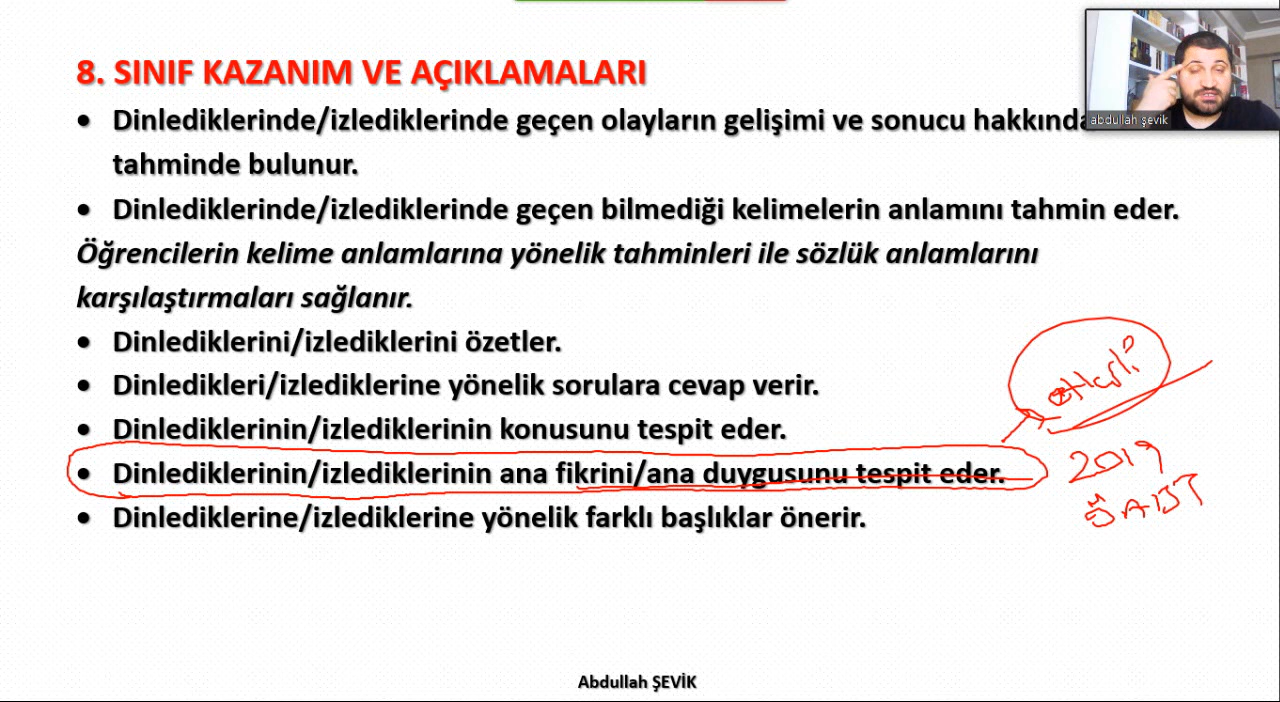 8. SINIF KAZANIM VE AÇIKLAMALARI
• Dinlediklerinde/izlediklerinde geçen olayların gelişimi ve sonucu hakkında
abdullah şevik
tahminde bulunur.
• Dinlediklerinde/izlediklerinde geçen bilmediği kelimelerin anlamını tahmin eder.
Öğrencilerin kelime anlamlarına yönelik tahminleri ile sözlük anlamlarını
karşılaştırmaları sağlanır.
• Dinlediklerini/izlediklerini özetler.
• Dinledikleri/izlediklerine yönelik sorulara cevap verir.
• Dinlediklerinin/izlediklerinin konusunu tespit eder.
• Dinlediklerinin/izlediklerinin ana fikrini/ana duygusunu tespit eder.
2019
ÖABT
• Dinlediklerine/izlediklerine yönelik farklı başlıklar önerir.
Abdullah ŞEVİK